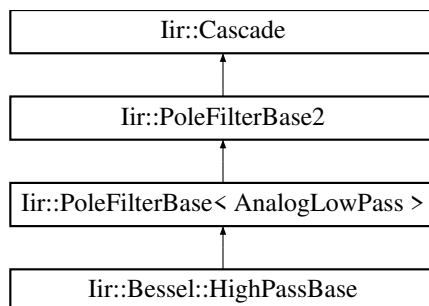 Iir::Cascade
Iir::PoleFilterBase2
Iir::PoleFilterBase< AnalogLowPass >
Iir::Bessel::HighPassBase